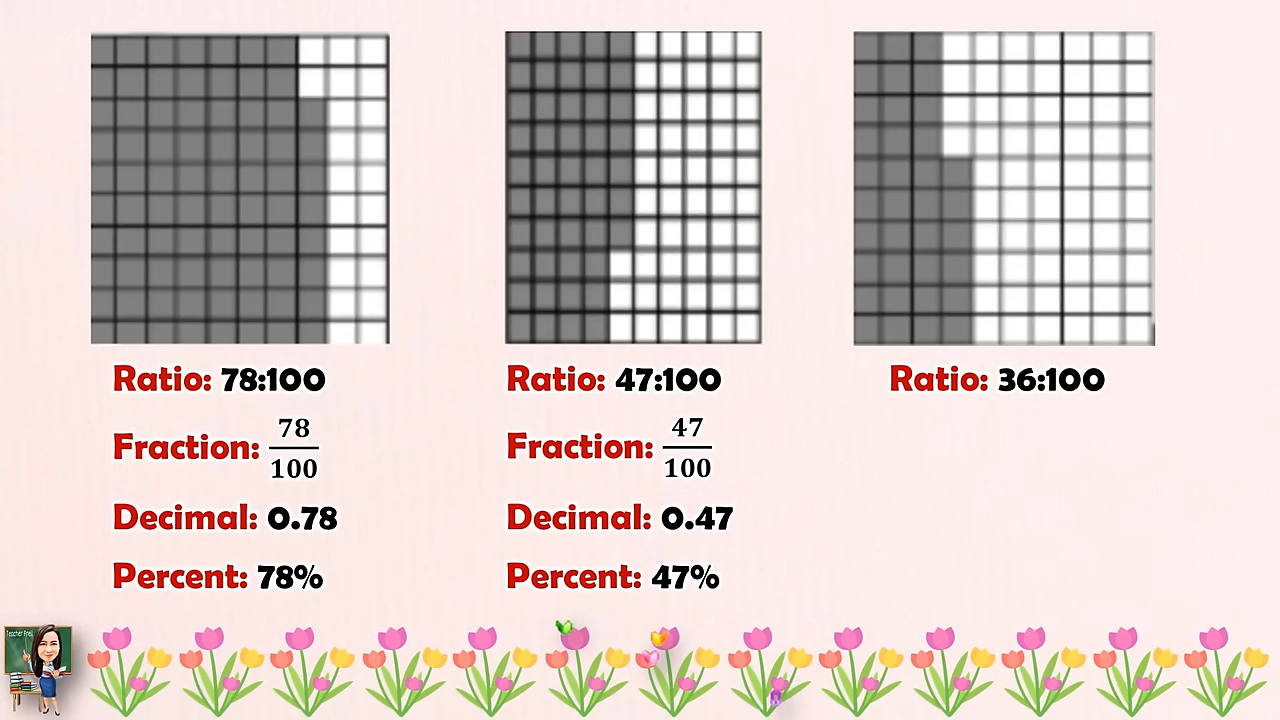 Ratio: 78:100
Fraction: 78/100
Decimal: 0.78
Percent: 78%
Ratio: 47:100
Fraction: 47/100
Decimal: 0.47
Percent: 47%
Ratio: 36:100